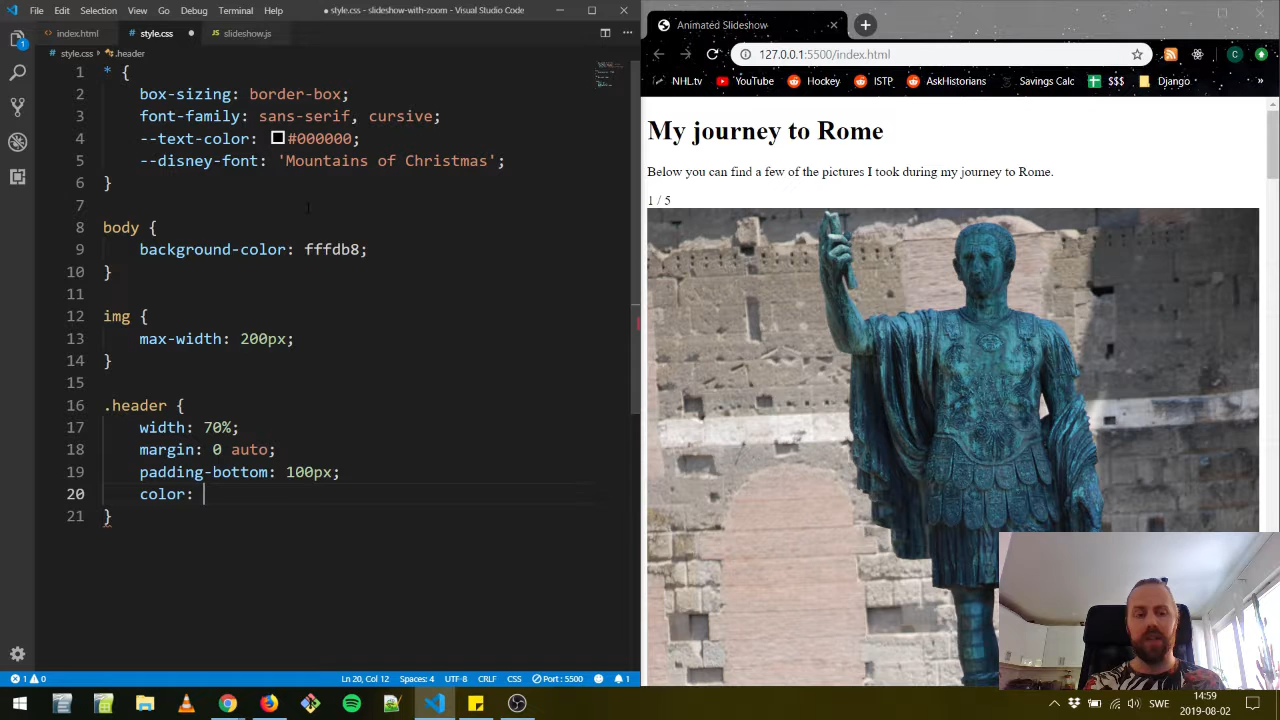 File Edit Selection View Go Debug Terminal Help ● style.css - slideshow-with-zoom - Visual Studio Code
Animated Slideshow
index.html
style.css
slideshow.js
127.0.0.1:5500/index.html
style.css
.header
NHL.tv
YouTube
Hockey
ISTP
AskHistorians
Savings Calc
$$$
Django
»
1 * {
2 box-sizing: border-box;
3 font-family: sans-serif, cursive;
4 --text-color: #000000;
5 --disney-font: 'Mountains of Christmas';
6 }
7
8 body {
9 background-color: fffdb8;
10 }
11
12 img {
13 max-width: 200px;
14 }
15
16 .header {
17 width: 70%;
18 margin: 0 auto;
19 padding-bottom: 100px;
20 color:
21 }
My journey to Rome
Below you can find a few of the pictures I took during my journey to Rome.
1 / 5
1 0 Ln 20, Col 12 Spaces: 4 UTF-8 CRLF CSS Port : 5500 1
SWE
14:59
2019-08-02